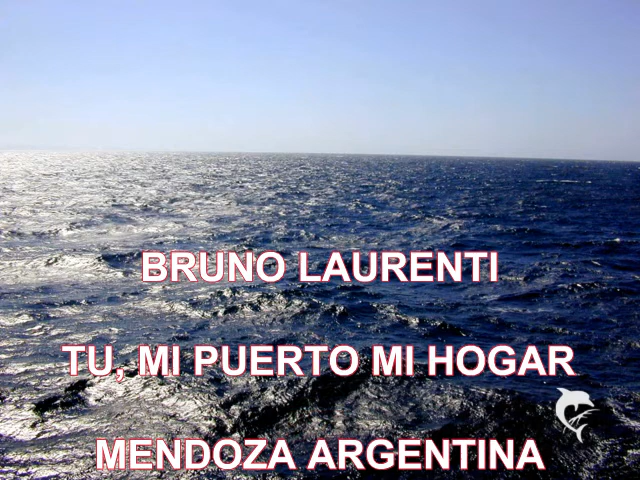 BRUNO LAURENTI
TU, MI PUERTO MI HOGAR
MENDOZA ARGENTINA